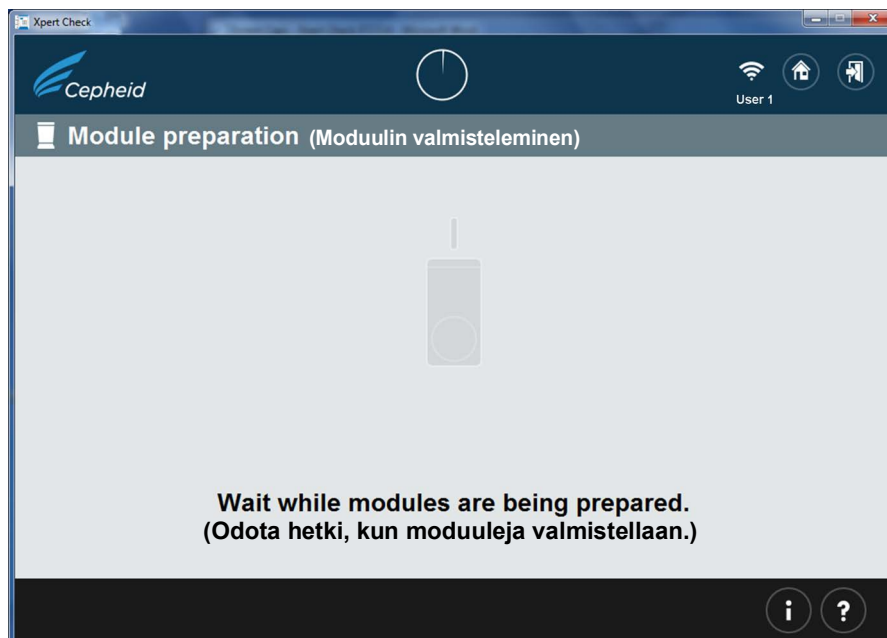 Xpert Check
Cepheid
User 1
Module preparation (Moduulin valmisteleminen)
Wait while modules are being prepared.
(Odota hetki, kun moduuleja valmistellaan.)
i ?